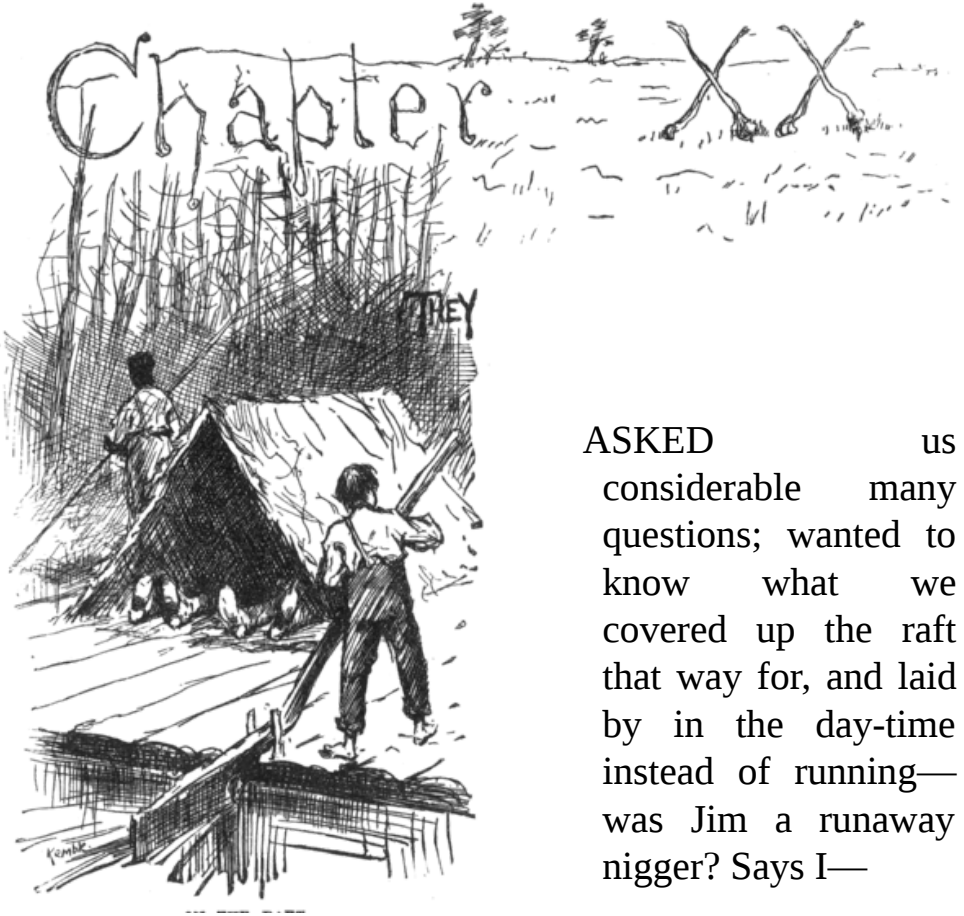 Chapter XX
THEY
ASKED us
considerable many
questions; wanted to
know what we
covered up the raft
that way for, and laid
by in the day-time
instead of running—
was Jim a runaway
nigger? Says I—
Kemble.